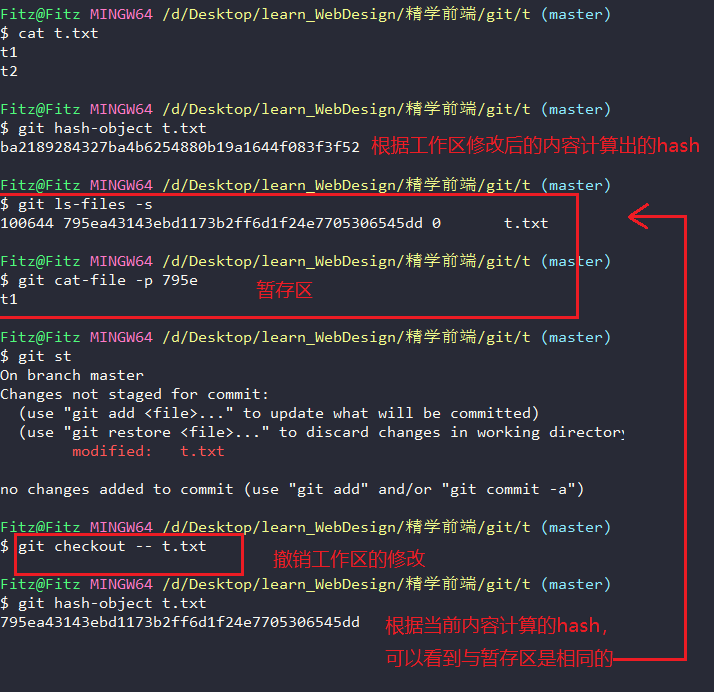 Fitz@Fitz MINGW64 /d/Desktop/learn_WebDesign/精学前端/git/t (master)
$ cat t.txt
t1
t2
Fitz@Fitz MINGW64 /d/Desktop/learn_WebDesign/精学前端/git/t (master)
$ git hash-object t.txt
ba2189284327ba4b6254880b19a1644f083f3f52 根据工作区修改后的内容计算出的hash
Fitz@Fitz MINGW64 /d/Desktop/learn_WebDesign/精学前端/git/t (master)
$ git ls-files -s
100644 795ea43143ebd1173b2ff6d1f24e7705306545dd 0 t.txt
Fitz@Fitz MINGW64 /d/Desktop/learn_WebDesign/精学前端/git/t (master)
$ git cat-file -p 795e
暂存区
t1
Fitz@Fitz MINGW64 /d/Desktop/learn_WebDesign/精学前端/git/t (master)
$ git st
On branch master
Changes not staged for commit:
(use "git add <file>..." to update what will be committed)
(use "git restore <file>..." to discard changes in working directory
modified: t.txt
no changes added to commit (use "git add" and/or "git commit -a")
Fitz@Fitz MINGW64 /d/Desktop/learn_WebDesign/精学前端/git/t (master)
$ git checkout -- t.txt
撤销工作区的修改
Fitz@Fitz MINGW64 /d/Desktop/learn_WebDesign/精学前端/git/t (master)
$ git hash-object t.txt
795ea43143ebd1173b2ff6d1f24e7705306545dd 根据当前内容计算的hash，
可以看到与暂存区是相同的